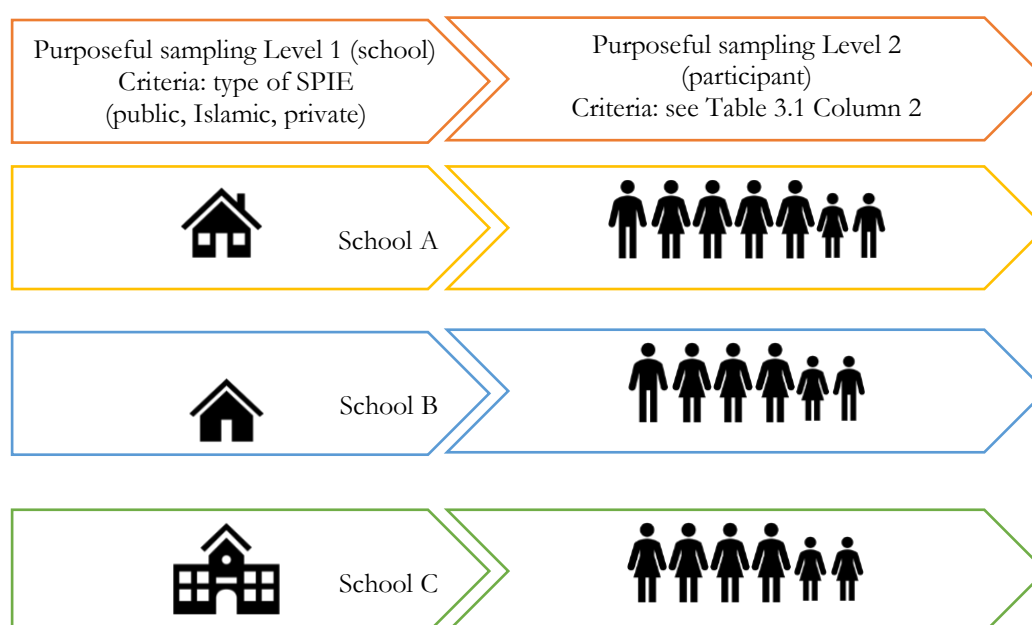 Purposeful sampling Level 1 (school)
Criteria: type of SPIE
(public, Islamic, private)
Purposeful sampling Level 2
(participant)
Criteria: see Table 3.1 Column 2
School A
School B
School C